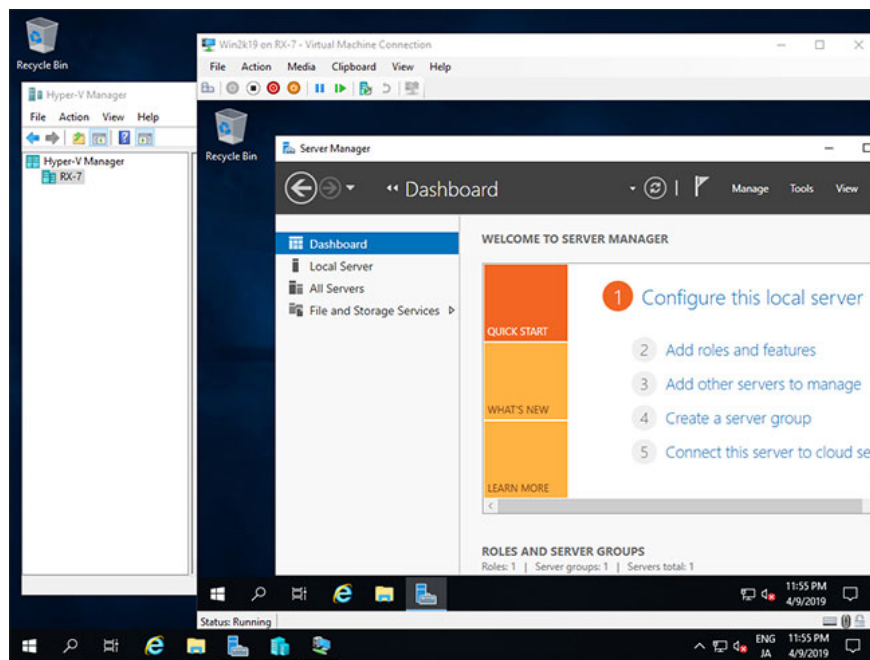 Recycle Bin
Hyper-V Manager
File Action View Help
Hyper-V Manager
RX-7
Win2k19 on RX-7 - Virtual Machine Connection
File Action Media Clipboard View Help
Recycle Bin
Server Manager
Dashboard
Manage Tools View
Dashboard
Local Server
All Servers
File and Storage Services
WELCOME TO SERVER MANAGER
QUICK START
WHAT'S NEW
LEARN MORE
1 Configure this local server
2 Add roles and features
3 Add other servers to manage
4 Create a server group
5 Connect this server to cloud se
ROLES AND SERVER GROUPS
Roles: 1 | Server groups: 1 | Servers total: 1
11:55 PM
4/9/2019
Status: Running
ENG
JA
11:55 PM
4/9/2019